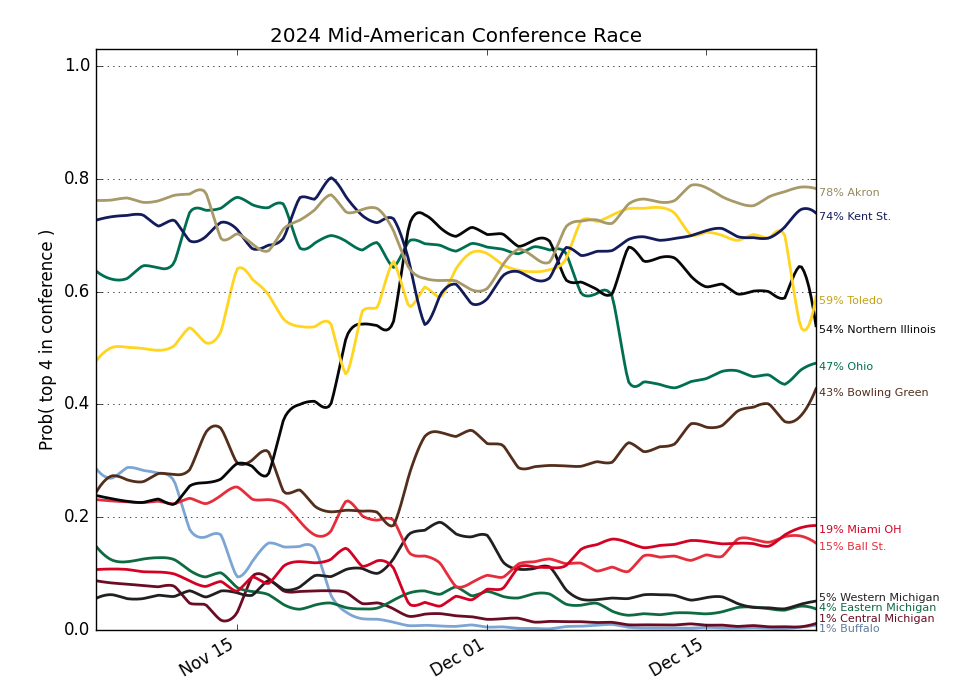 2024 Mid-American Conference Race
Prob( top 4 in conference )
1.0
0.8
0.6
0.4
0.2
0.0
Nov 15
Dec 01
Dec 15
78% Akron
74% Kent St.
59% Toledo
54% Northern Illinois
47% Ohio
43% Bowling Green
19% Miami OH
15% Ball St.
5% Western Michigan
4% Eastern Michigan
1% Central Michigan
1% Buffalo